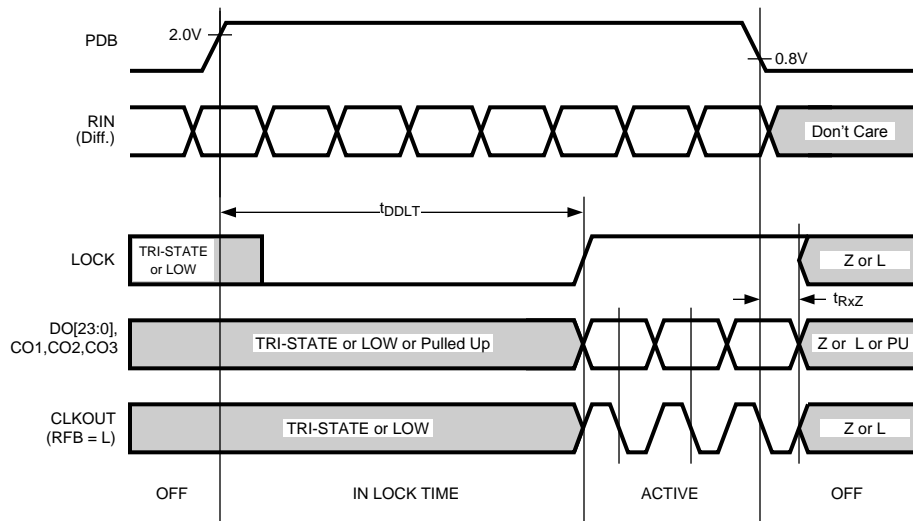 PDB
2.0V
0.8V
RIN
(Diff.)
Don't Care
tDDLT
LOCK
TRI-STATE
or LOW
Z or L
tRxZ
DO[23:0],
CO1,CO2,CO3
TRI-STATE or LOW or Pulled Up
Z or L or PU
CLKOUT
(RFB = L)
TRI-STATE or LOW
Z or L
OFF
IN LOCK TIME
ACTIVE
OFF